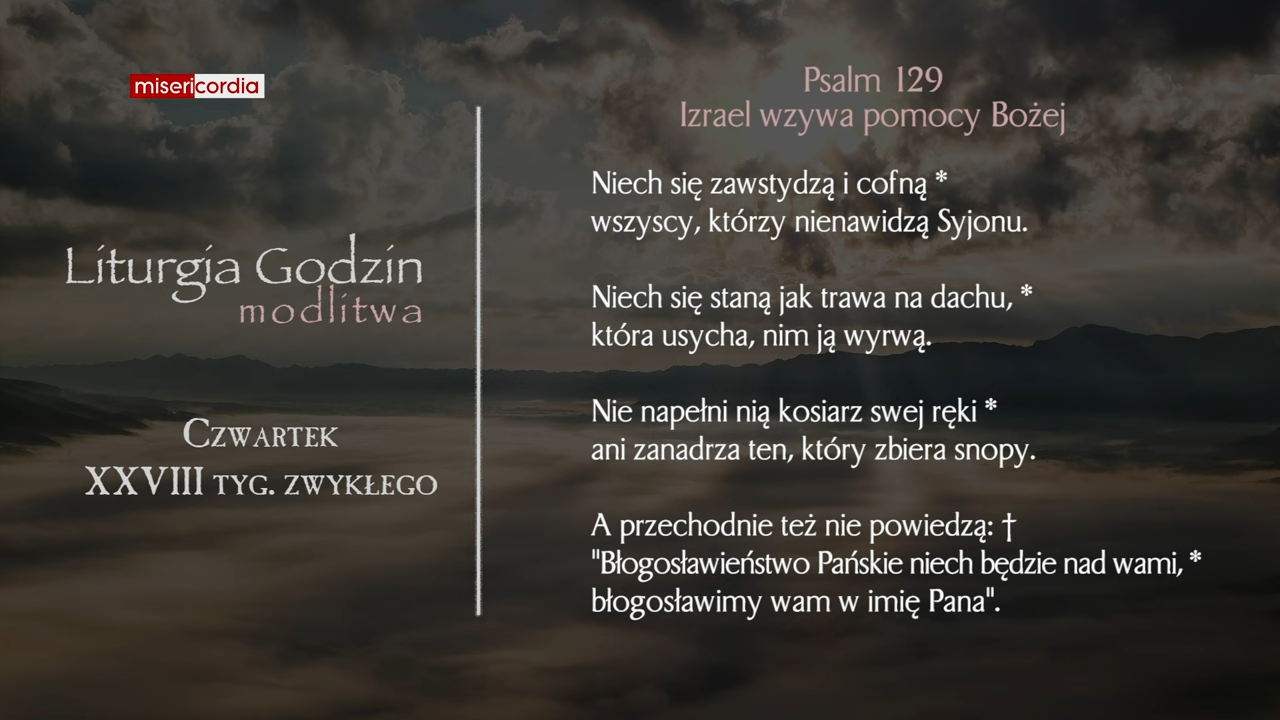 misericordia
Liturgia Godzin
modlitwa
Czwartek
XXVIII tyg. zwykłego
Psalm 129
Izrael wzywa pomocy Bożej
Niech się zawstydzą i cofną *
wszyscy, którzy nienawidzą Syjonu.
Niech się staną jak trawa na dachu, *
która usycha, nim ją wyrwą.
Nie napełni nią kosiarz swej ręki *
ani zanadrza ten, który zbiera snopy.
A przechodnie też nie powiedzą: †
"Błogosławieństwo Pańskie niech będzie nad wami, *
błogosławimy wam w imię Pana".